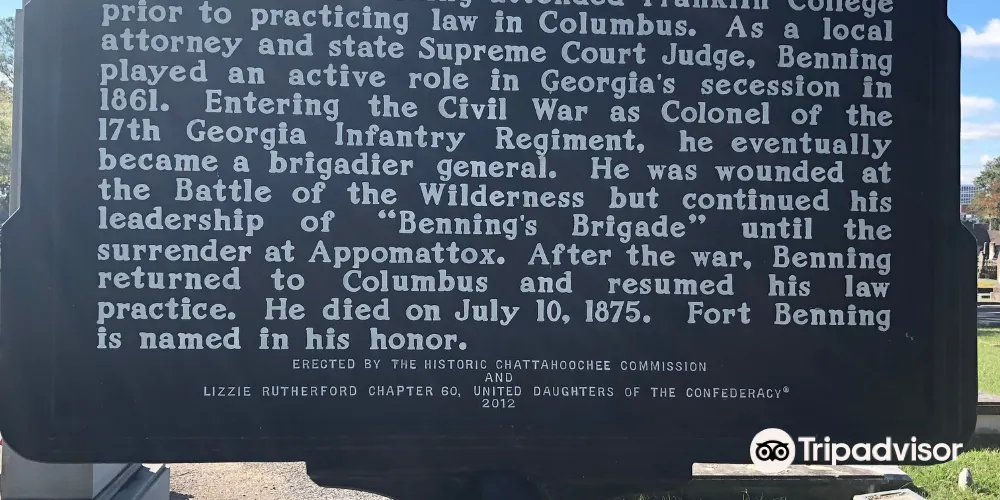 attended Franklin College
prior to practicing law in Columbus. As a local
attorney and state Supreme Court Judge, Benning
played an active role in Georgia's secession in
1861. Entering the Civil War as Colonel of the
17th Georgia Infantry Regiment, he eventually
became a brigadier general. He was wounded at
the Battle of the Wilderness but continued his
leadership of “Benning's Brigade” until the
surrender at Appomattox. After the war, Benning
returned to Columbus and resumed his law
practice. He died on July 10, 1875. Fort Benning
is named in his honor.
ERECTED BY THE HISTORIC CHATTAHOOCHEE COMMISSION
AND
LIZZIE RUTHERFORD CHAPTER 60, UNITED DAUGHTERS OF THE CONFEDERACY®
2012
Tripadvisor